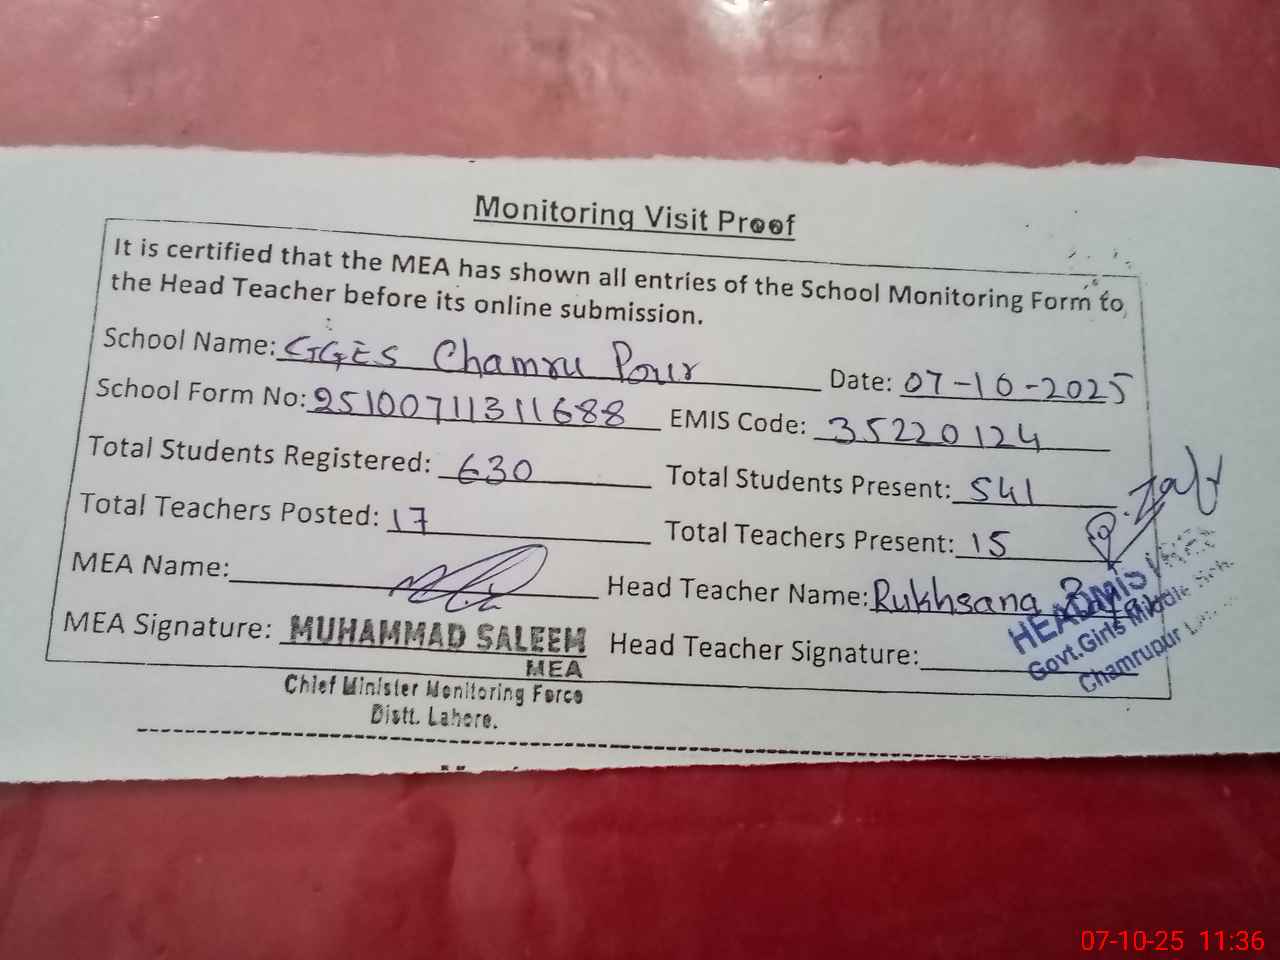 Monitoring Visit Proof
It is certified that the MEA has shown all entries of the School Monitoring Form to
the Head Teacher before its online submission.
School Name: GGES Chamru Pour Date: 07-10-2025
School Form No: 25100711311688 EMIS Code: 35220124
Total Students Registered: 630 Total Students Present: 541
Total Teachers Posted: 17 Total Teachers Present: 15
MEA Name: Head Teacher Name: Rukhsana
MEA Signature: MUHAMMAD SALEEM Head Teacher Signature:
MEA
Chief Minister Monitoring Force
Distt. Lahore.
HEADMISTRESS
Govt. Girls Middle Sch.
Chamrupur
07-10-25 11:36